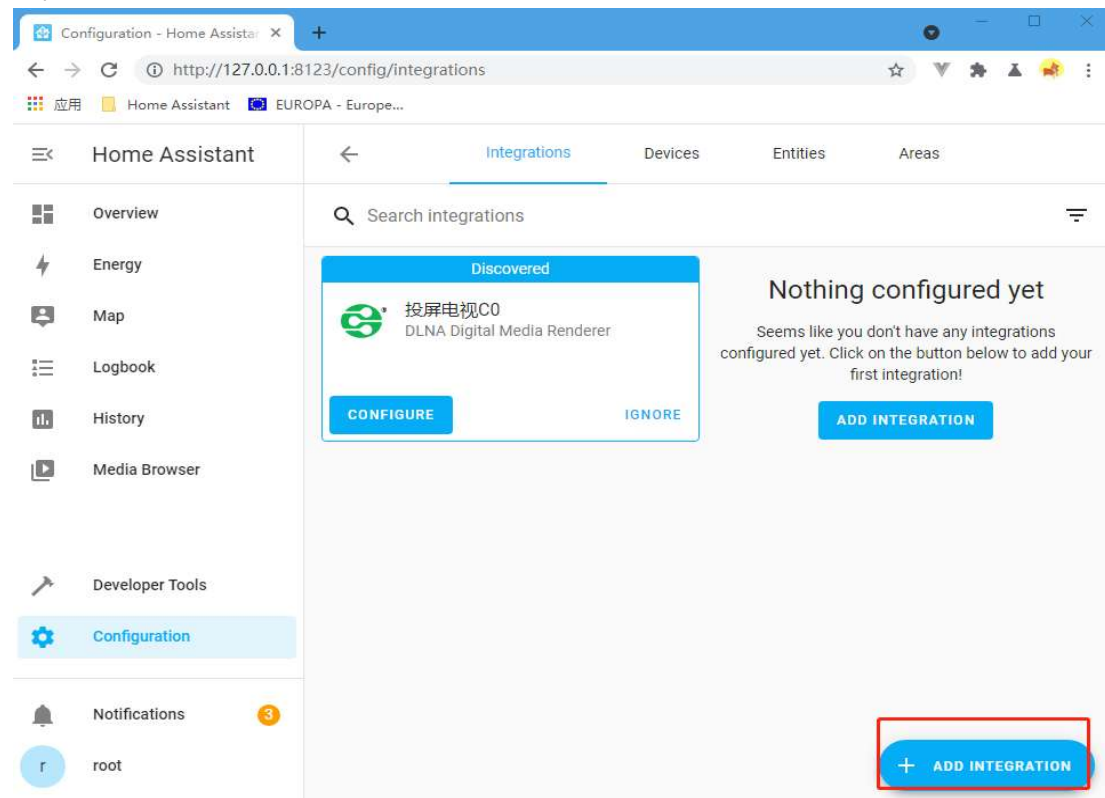 Configuration - Home Assista
http://127.0.0.1:8123/config/integrations
应用 Home Assistant EUROPA - Europe...
Home Assistant
Integrations Devices Entities Areas
Overview
Energy
Map
Logbook
History
Media Browser
Developer Tools
Configuration
Notifications 3
r root
Search integrations
Discovered
投屏电视C0
DLNA Digital Media Renderer
CONFIGURE IGNORE
Nothing configured yet
Seems like you don't have any integrations
configured yet. Click on the button below to add your
first integration!
ADD INTEGRATION
+ ADD INTEGRATION